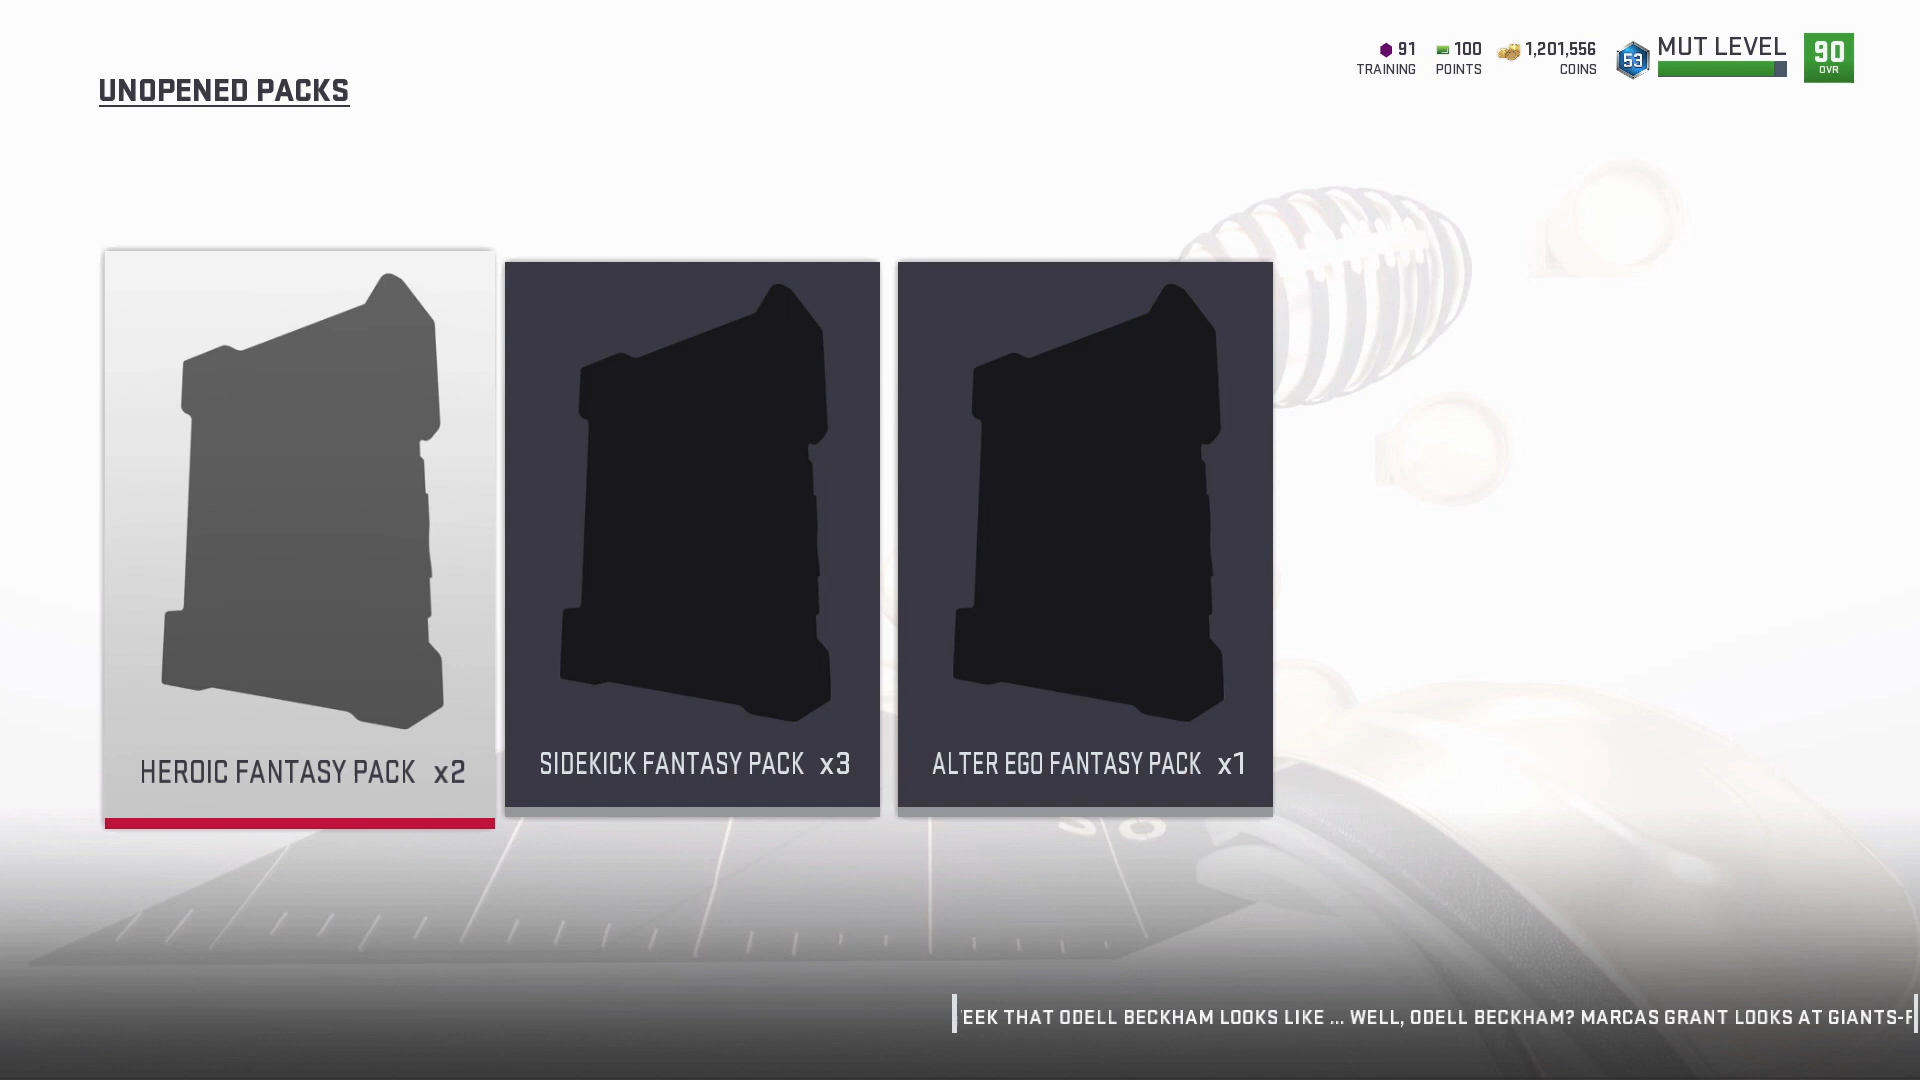 UNOPENED PACKS
91
TRAINING
100
POINTS
1,201,556
COINS
53
MUT LEVEL
90
OVR
HEROIC FANTASY PACK x2
SIDEKICK FANTASY PACK x3
ALTER EGO FANTASY PACK x1
50
EEK THAT ODELL BECKHAM LOOKS LIKE ... WELL, ODELL BECKHAM? MARCAS GRANT LOOKS AT GIANTS-